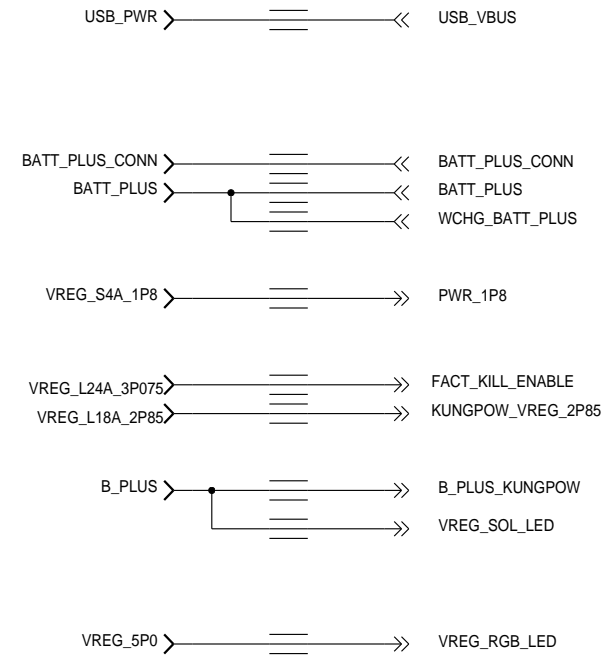 USB_PWR USB_VBUS
BATT_PLUS_CONN BATT_PLUS_CONN
BATT_PLUS BATT_PLUS
WCHG_BATT_PLUS
VREG_S4A_1P8 PWR_1P8
VREG_L24A_3P075 FACT_KILL_ENABLE
VREG_L18A_2P85 KUNGPOW_VREG_2P85
B_PLUS B_PLUS_KUNGPOW
VREG_SOL_LED
VREG_5P0 VREG_RGB_LED